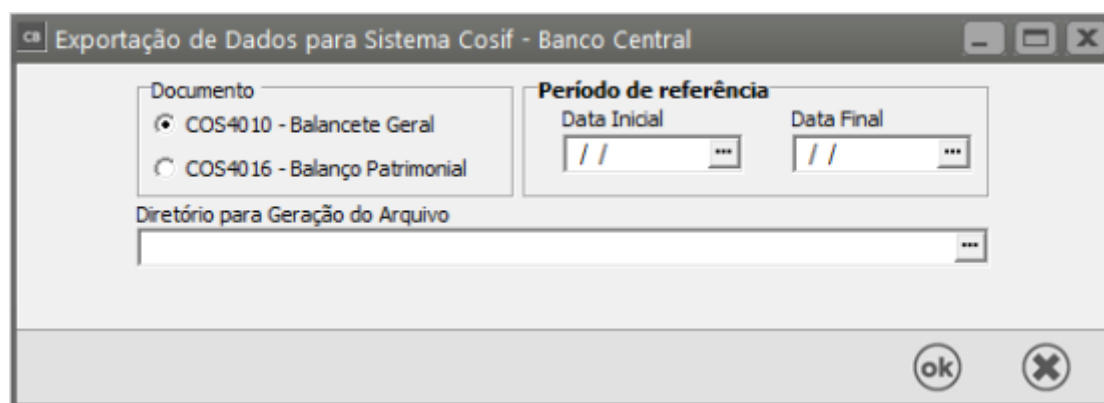 CB Exportação de Dados para Sistema Cosif - Banco Central
Documento
COS4010 - Balancete Geral
COS4016 - Balanço Patrimonial
Período de referência
Data Inicial
/ /
...
Data Final
/ /
...
Diretório para Geração do Arquivo
...
ok